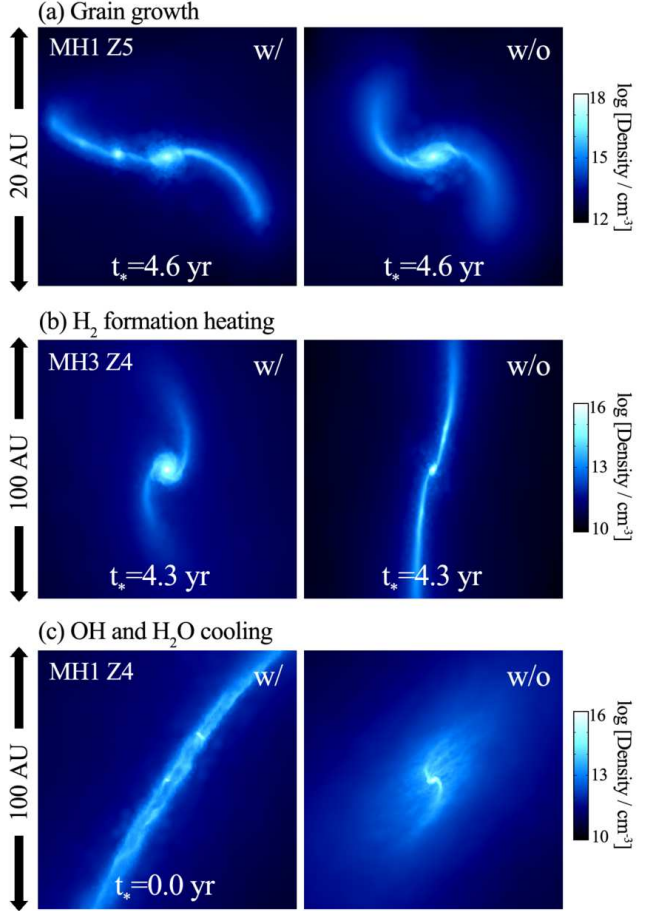 (a) Grain growth
MH1 Z5 w/ w/o
t*=4.6 yr t*=4.6 yr
20 AU
18
15
12
log [Density / cm⁻³]
(b) H₂ formation heating
MH3 Z4 w/ w/o
t*=4.3 yr t*=4.3 yr
100 AU
16
13
10
log [Density / cm⁻³]
(c) OH and H₂O cooling
MH1 Z4 w/ w/o
t*=0.0 yr
100 AU
16
13
10
log [Density / cm⁻³]